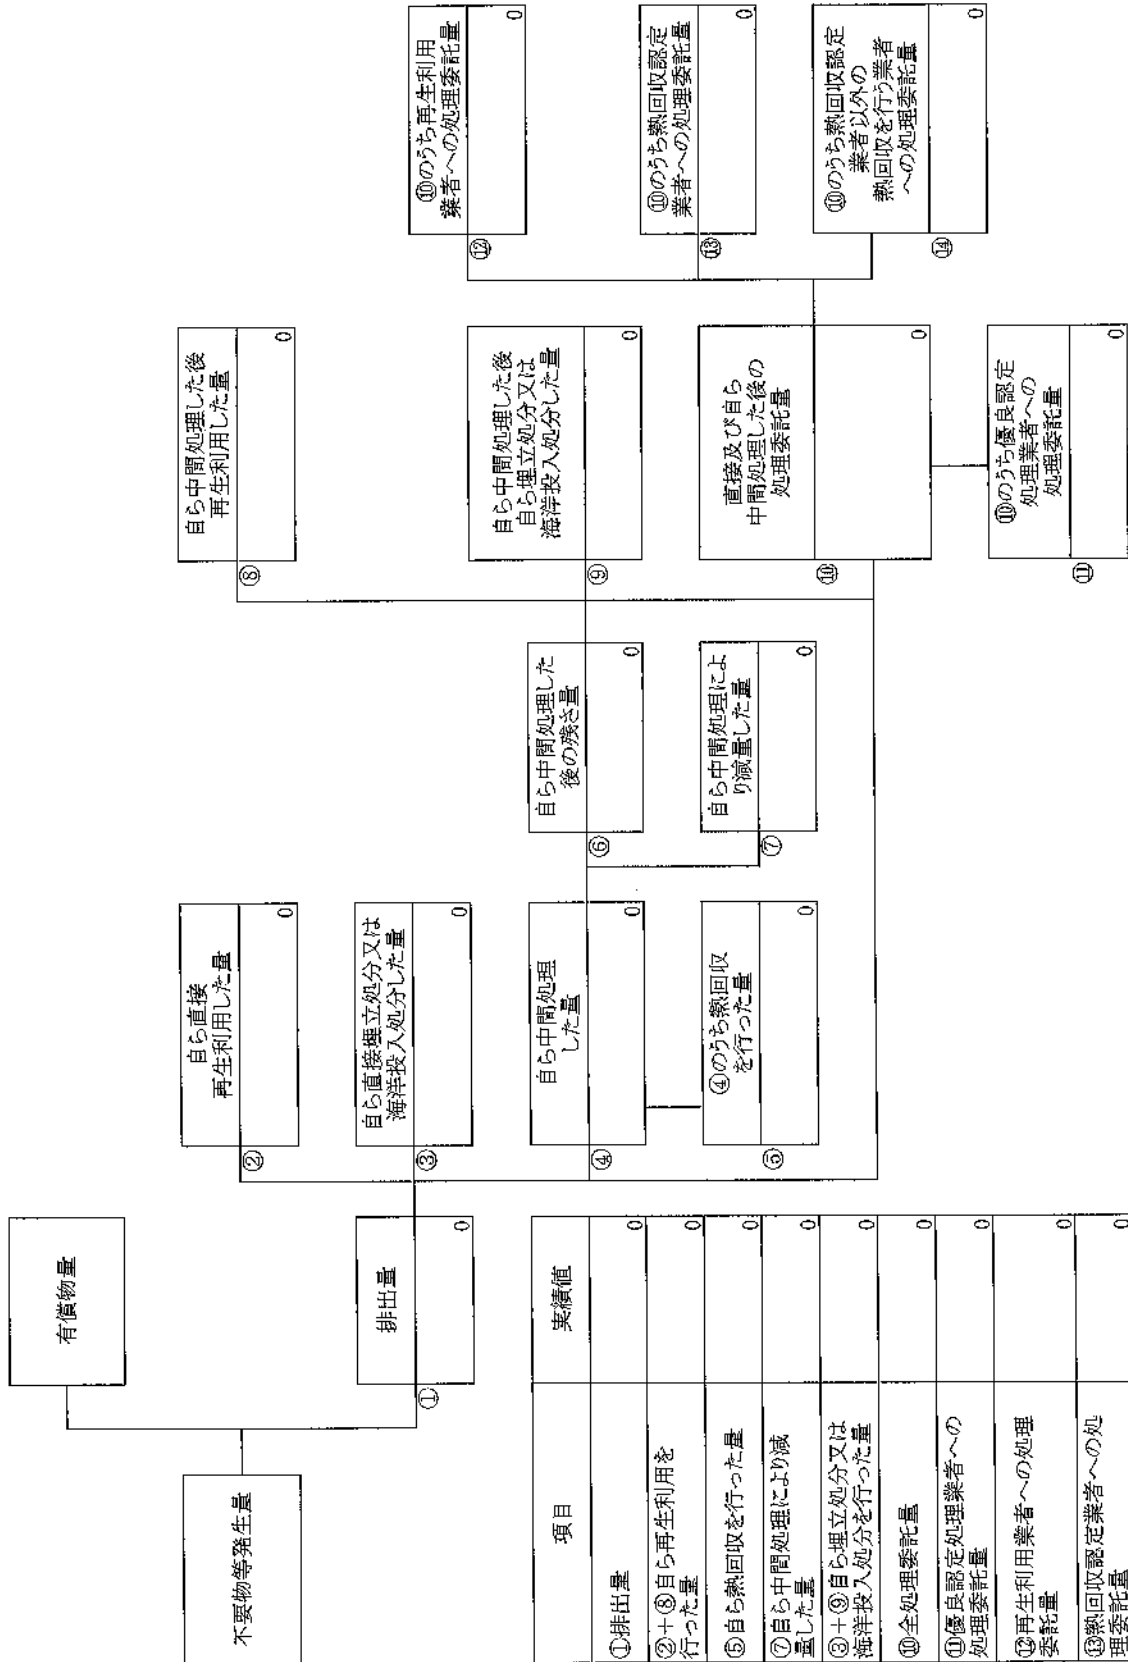 不要物等発生量
有償物量
排出量
①
0
自ら直接
再生利用した量
②
0
自ら直接埋立処分又は
海洋投入処分した量
③
0
自ら中間処理
した量
④
0
④のうち熱回収
を行った量
⑤
0
自ら中間処理した
後の残さ量
⑥
0
自ら中間処理によ
り減量した量
⑦
0
自ら中間処理した後
再生利用した量
⑧
0
自ら中間処理した後
自ら埋立処分又は
海洋投入処分した量
⑨
0
直接及び自ら
中間処理した後の
処理委託量
⑩
0
⑩のうち優良認定
処理業者への
処理委託量
⑪
0
⑩のうち再生利用
業者への処理委託量
⑫
0
⑩のうち熱回収認定
業者への処理委託量
⑬
0
⑩のうち熱回収認定
業者以外の
熱回収を行う業者
への処理委託量
⑭
0
項目 実績値
①排出量 0
②+⑧自ら再生利用を
行った量 0
⑤自ら熱回収を行った量 0
⑦自ら中間処理により減
量した量 0
③+⑨自ら埋立処分又は
海洋投入処分を行った量 0
⑩全処理委託量 0
⑪優良認定処理業者への
処理委託量 0
⑫再生利用業者への処理
委託量 0
⑬熱回収認定業者への処
理委託量 0